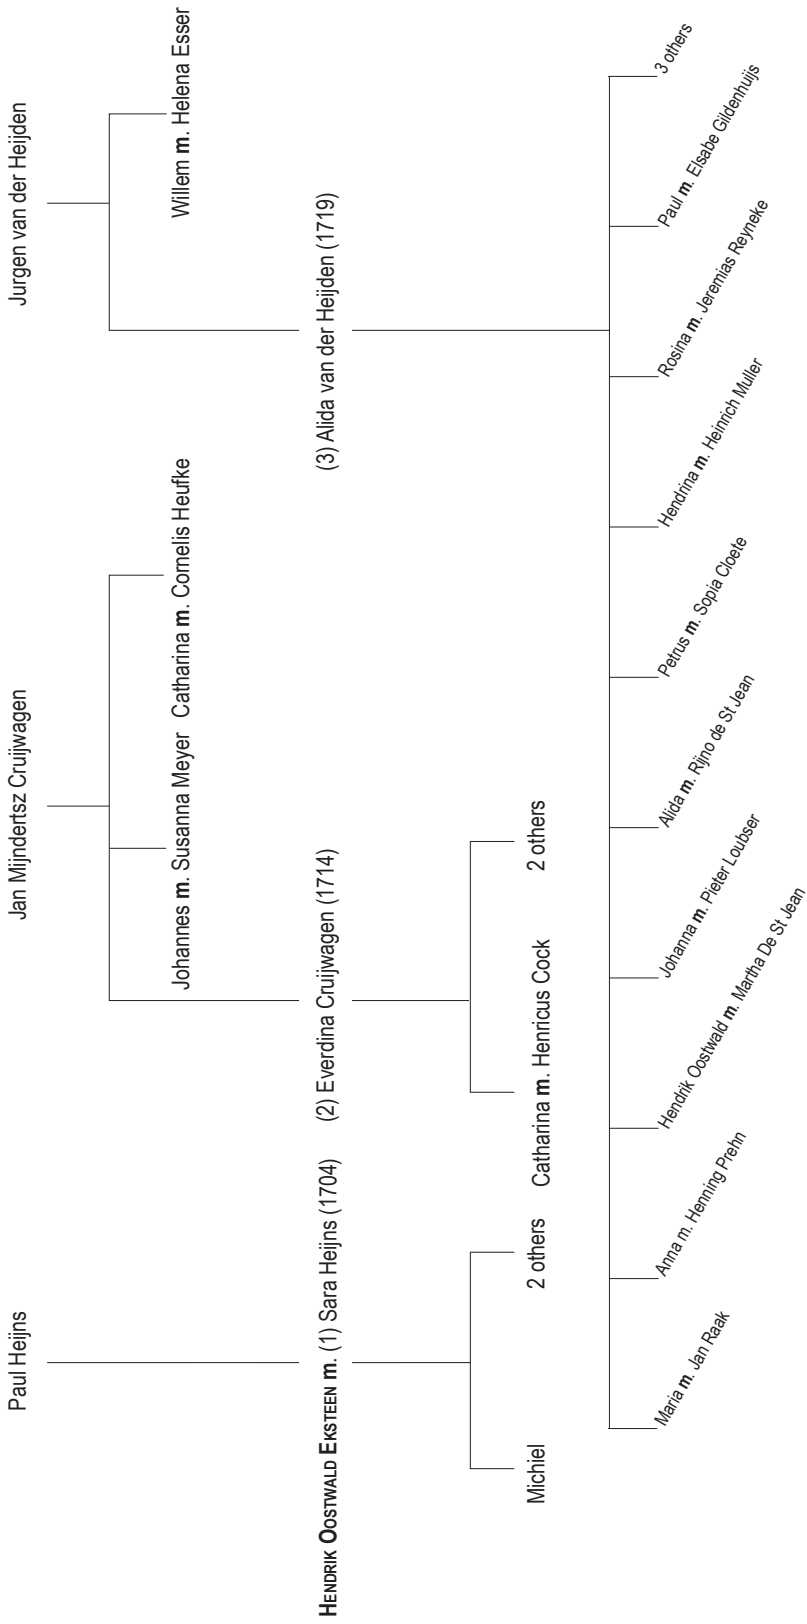 Paul Heijns
Jan Mijndertsz Cruijwagen
Jurgen van der Heijden
Johannes m. Susanna Meyer
Catharina m. Cornelis Heufke
Willem m. Helena Esser
HENDRIK OOSTWALD EKSTEEN m. (1) Sara Heijns (1704)
(2) Everdina Cruijwagen (1714)
(3) Alida van der Heijden (1719)
Michiel
2 others
Catharina m. Henricus Cock
2 others
Maria m. Jan Raak
Anna m. Henning Prehn
Hendrik Oostwald m. Martha De St Jean
Johanna m. Pieter Loubser
Alida m. Rijno de St Jean
Petrus m. Sopia Cloete
Hendrina m. Heinrich Muller
Rosina m. Jeremias Reyneke
Paul m. Elsabe Gildenhuijs
3 others